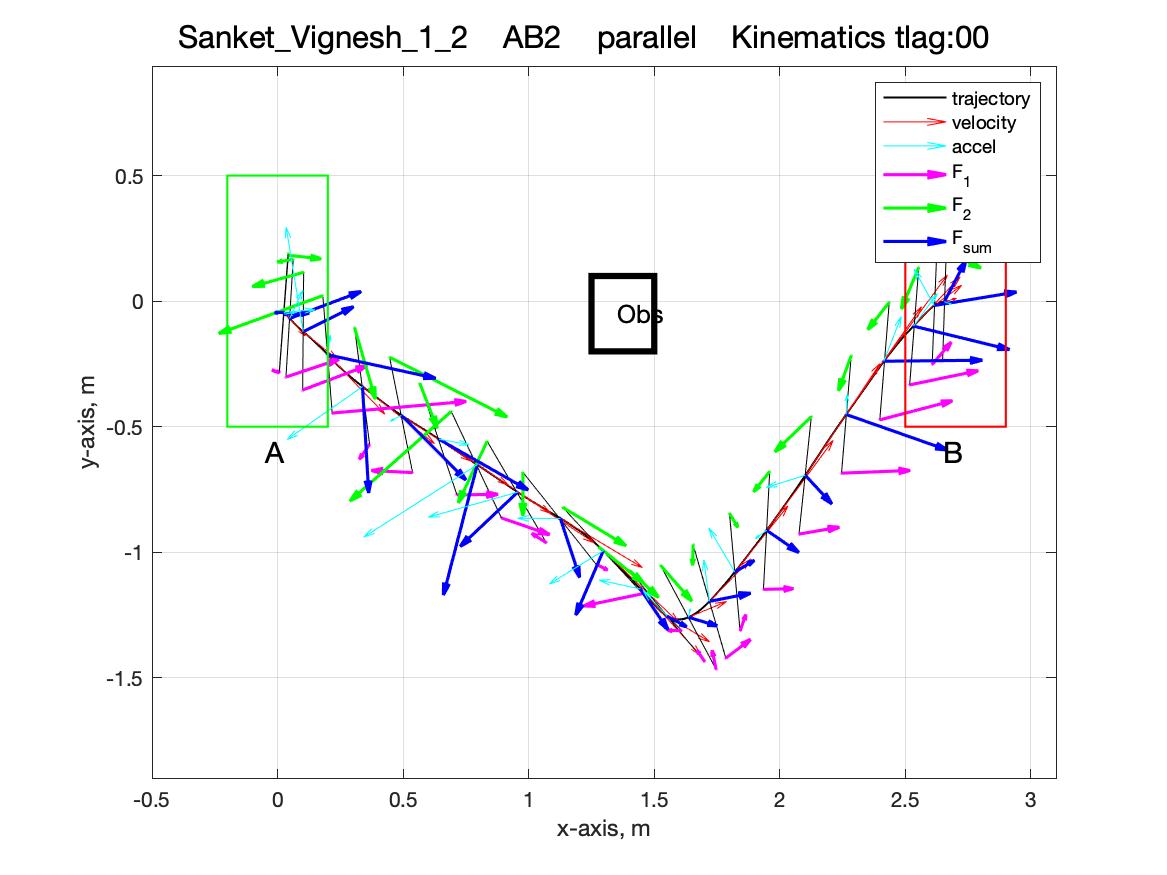 Sanket_Vignesh_1_2 AB2 parallel Kinematics tlag:00
trajectory
velocity
accel
F1
F2
Fsum
0.5
0
-0.5
-1
-1.5
y-axis, m
Obs
A
B
-0.5 0 0.5 1 1.5 2 2.5 3
x-axis, m